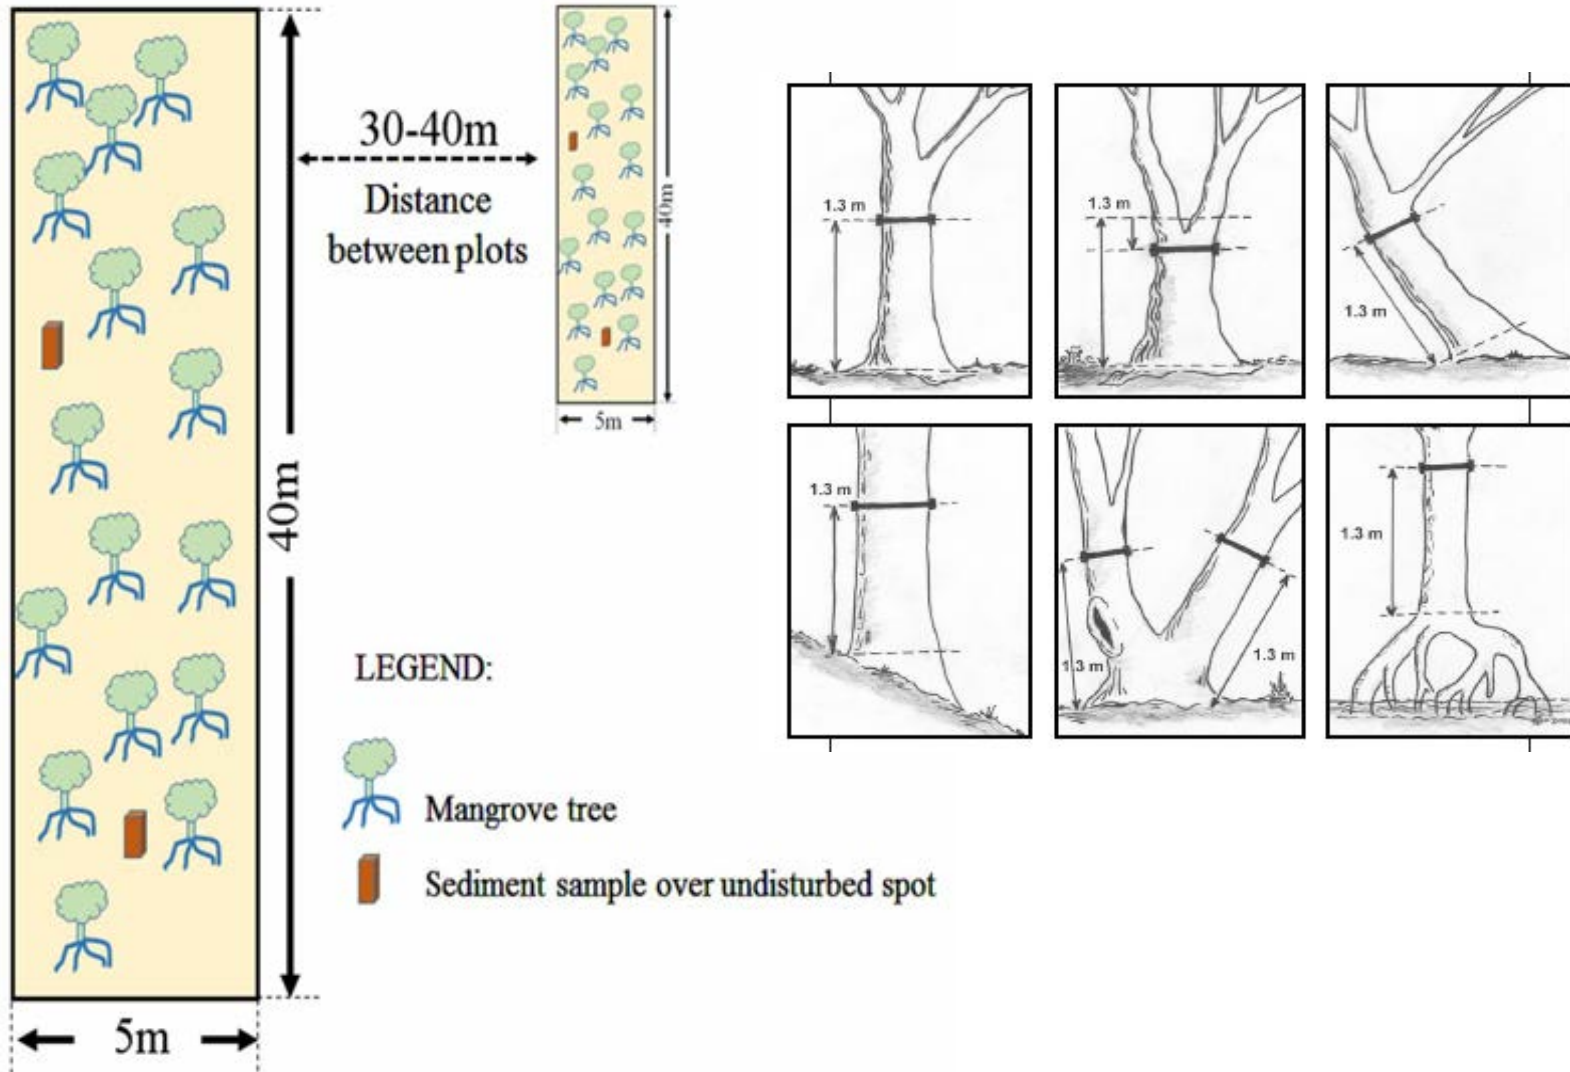 40m
5m
30-40m
Distance
between plots
40m
5m
LEGEND:
Mangrove tree
Sediment sample over undisturbed spot
1.3 m
1.3 m
1.3 m
1.3 m
1.3 m
1.3 m
1.3 m